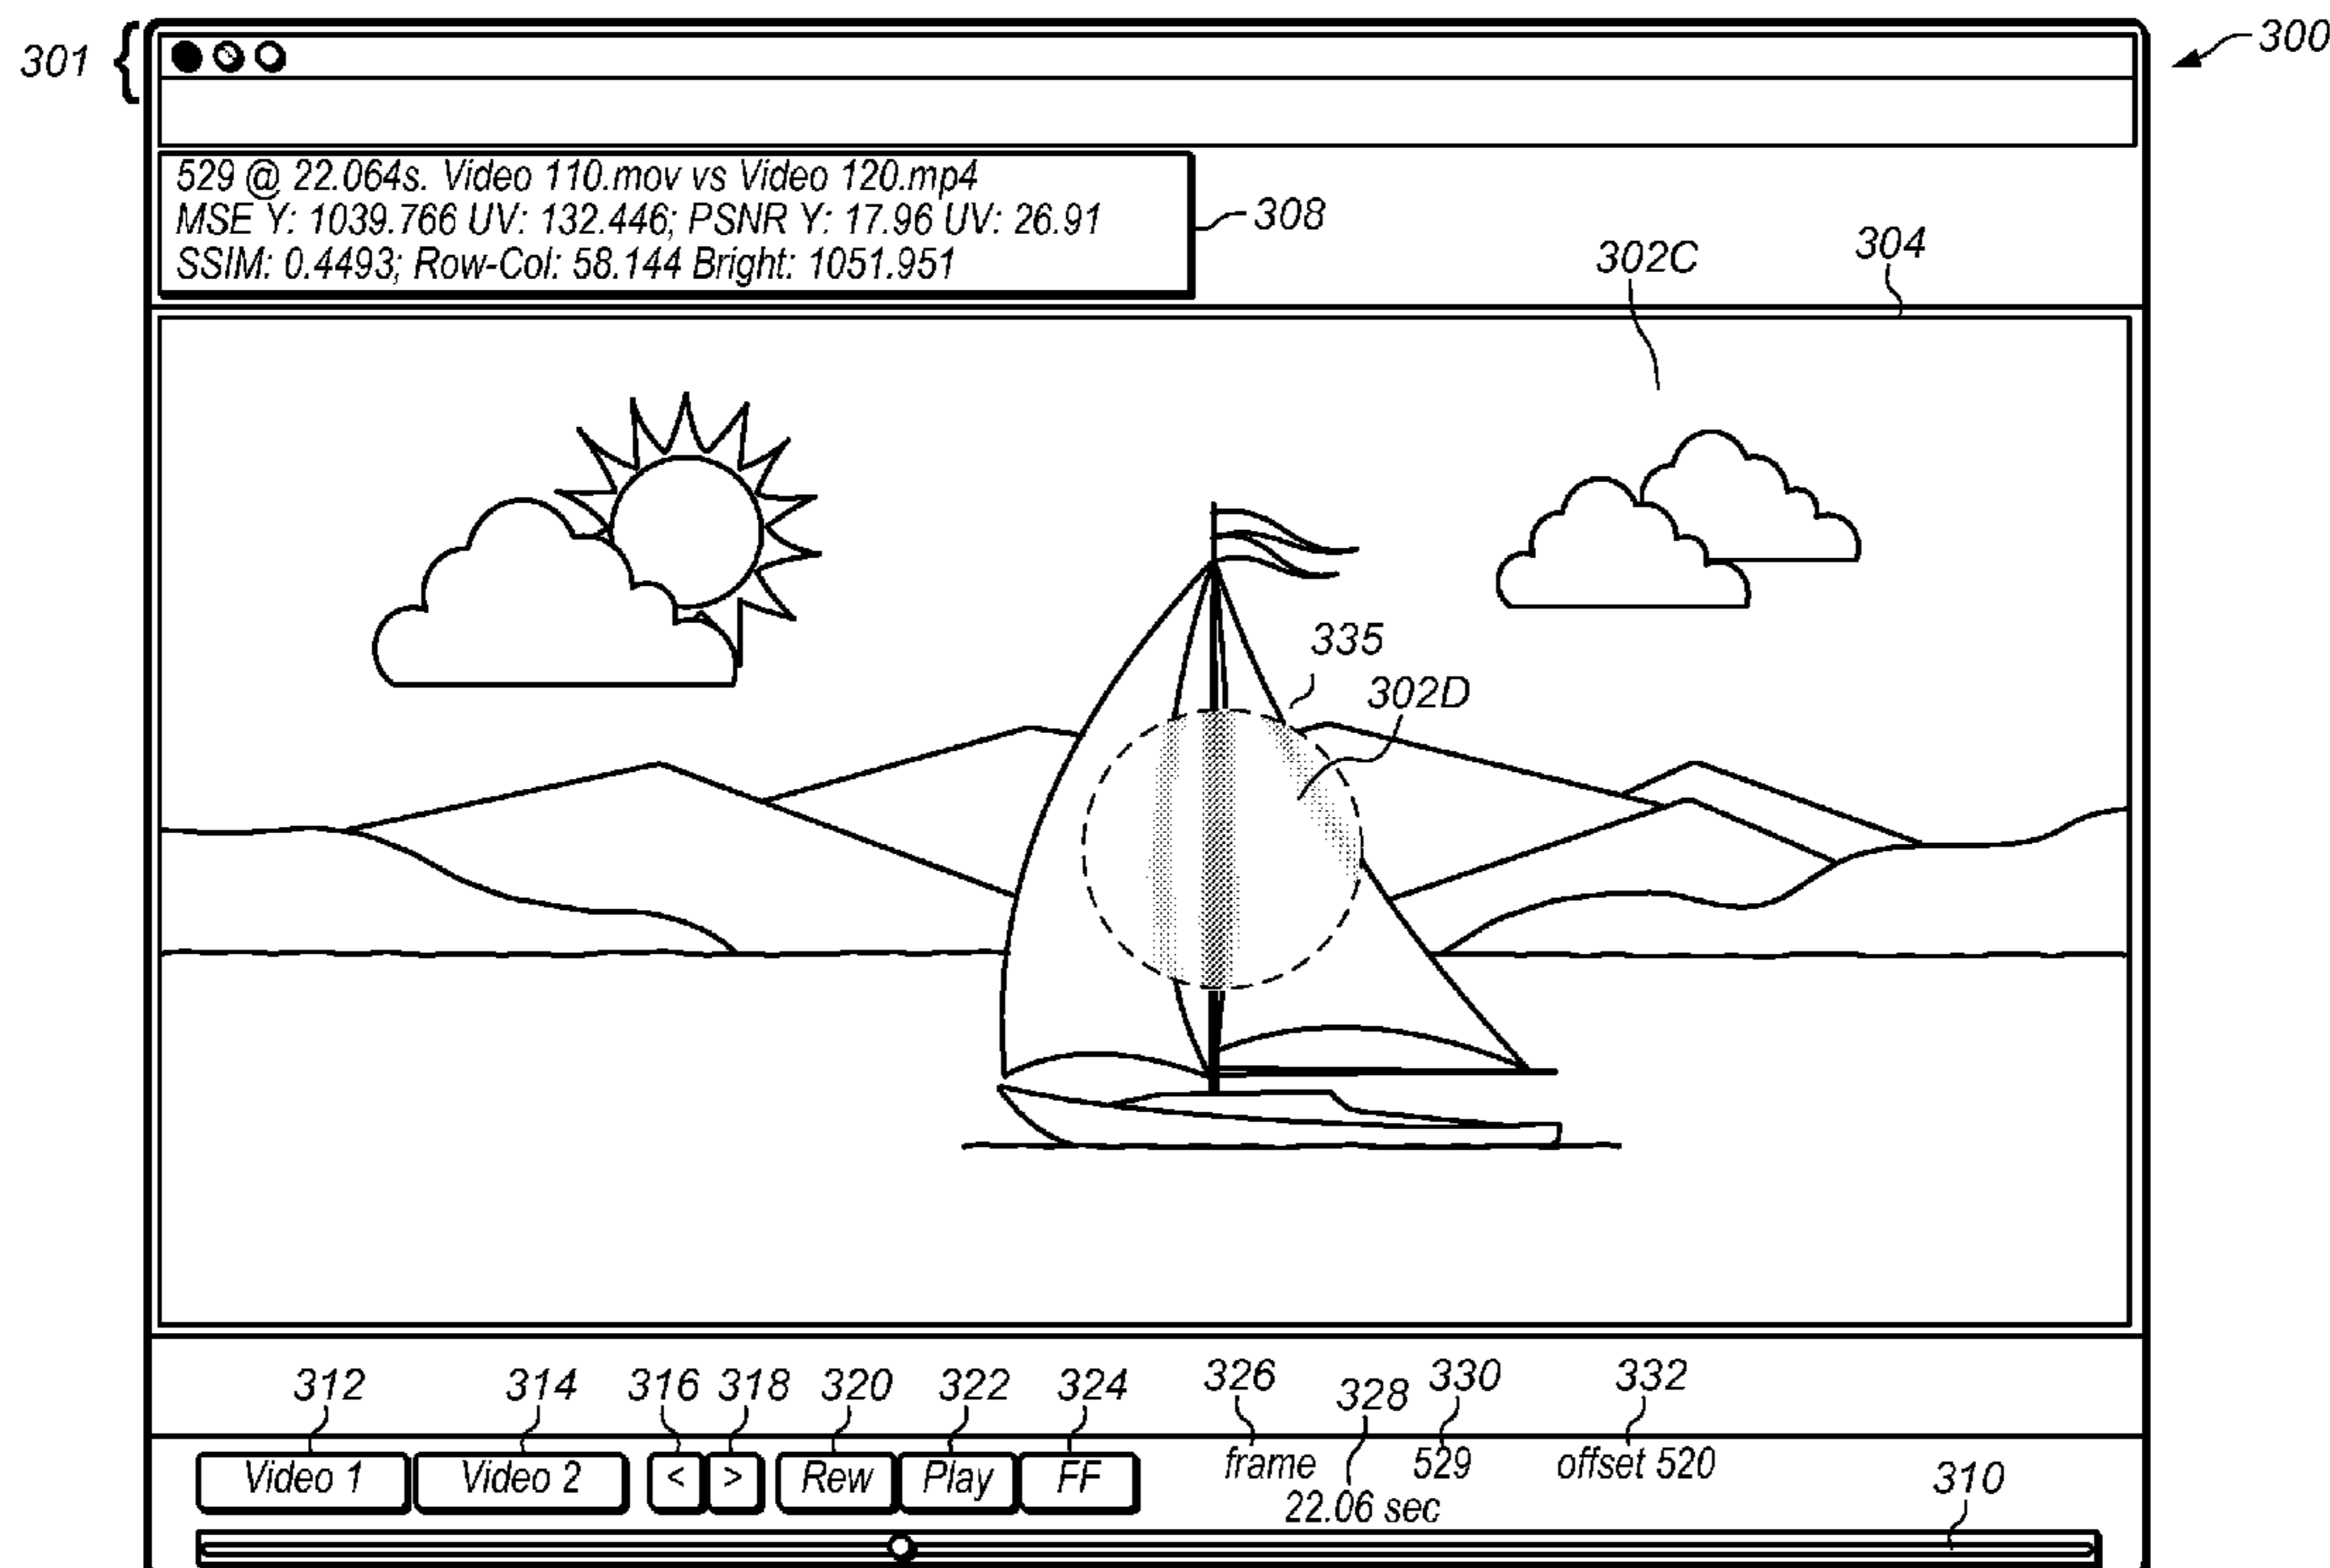 301
300
529 @ 22.064s. Video 110.mov vs Video 120.mp4
MSE Y: 1039.766 UV: 132.446; PSNR Y: 17.96 UV: 26.91
SSIM: 0.4493; Row-Col: 58.144 Bright: 1051.951
308
302C
304
335
302D
312 314 316 318 320 322 324 326 328 330 332
Video 1 Video 2 < > Rew Play FF frame 529 offset 520
22.06 sec
310